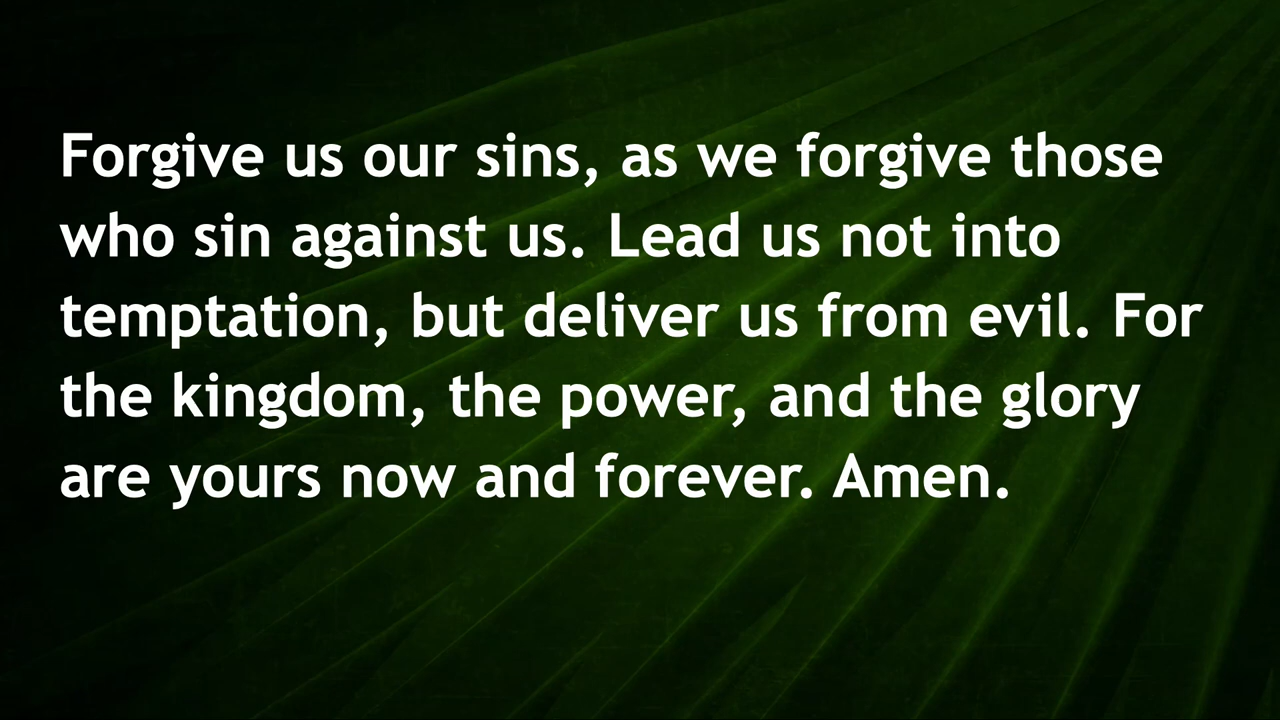 Forgive us our sins, as we forgive those
who sin against us. Lead us not into
temptation, but deliver us from evil. For
the kingdom, the power, and the glory
are yours now and forever. Amen.